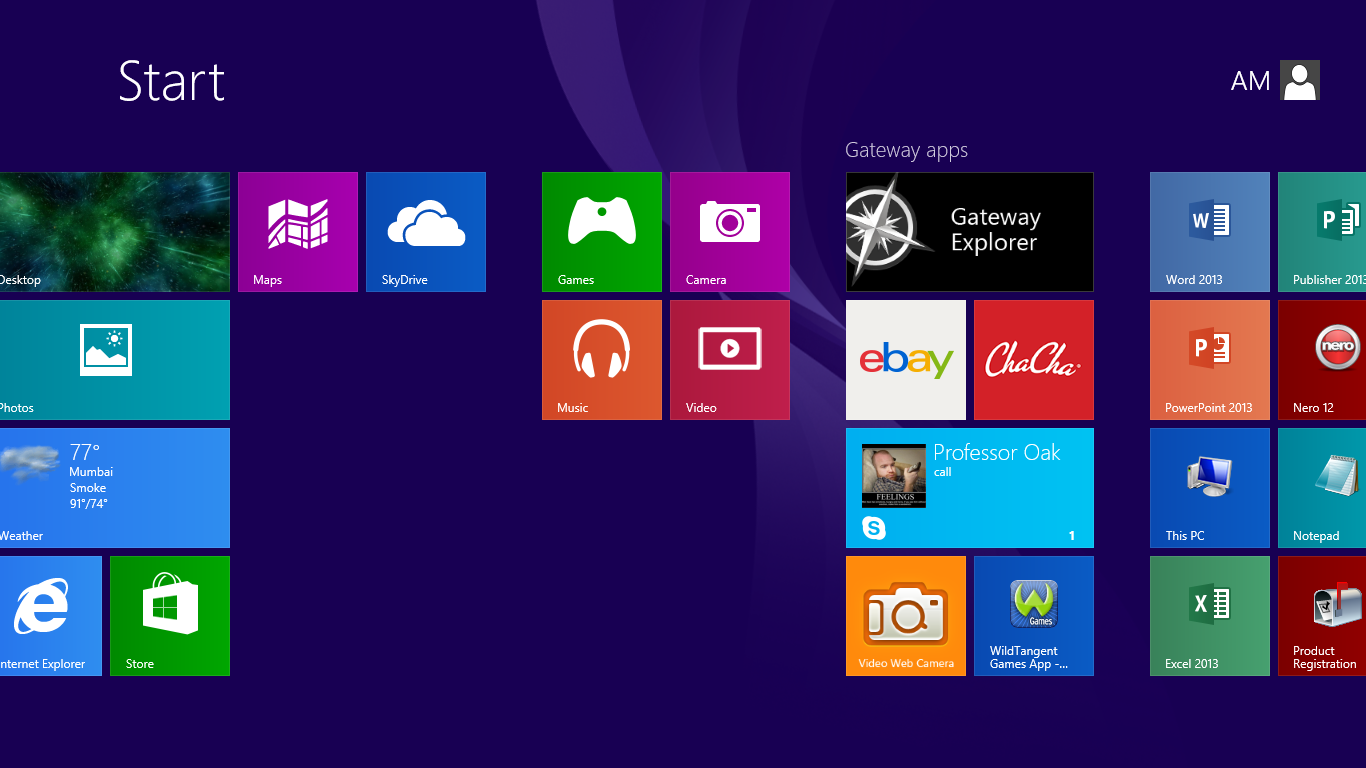 Start
AM
Gateway apps
Desktop
Maps
SkyDrive
Games
Camera
Gateway
Explorer
Word 2013
Publisher 2013
Photos
Music
Video
ebay
ChaCha
PowerPoint 2013
nero
Nero 12
77°
Mumbai
Smoke
91°/74°
Weather
Professor Oak
call
FEELINGS
1
This PC
Notepad
Internet Explorer
Store
Video Web Camera
Games
WildTangent
Games App -...
Excel 2013
Product
Registration